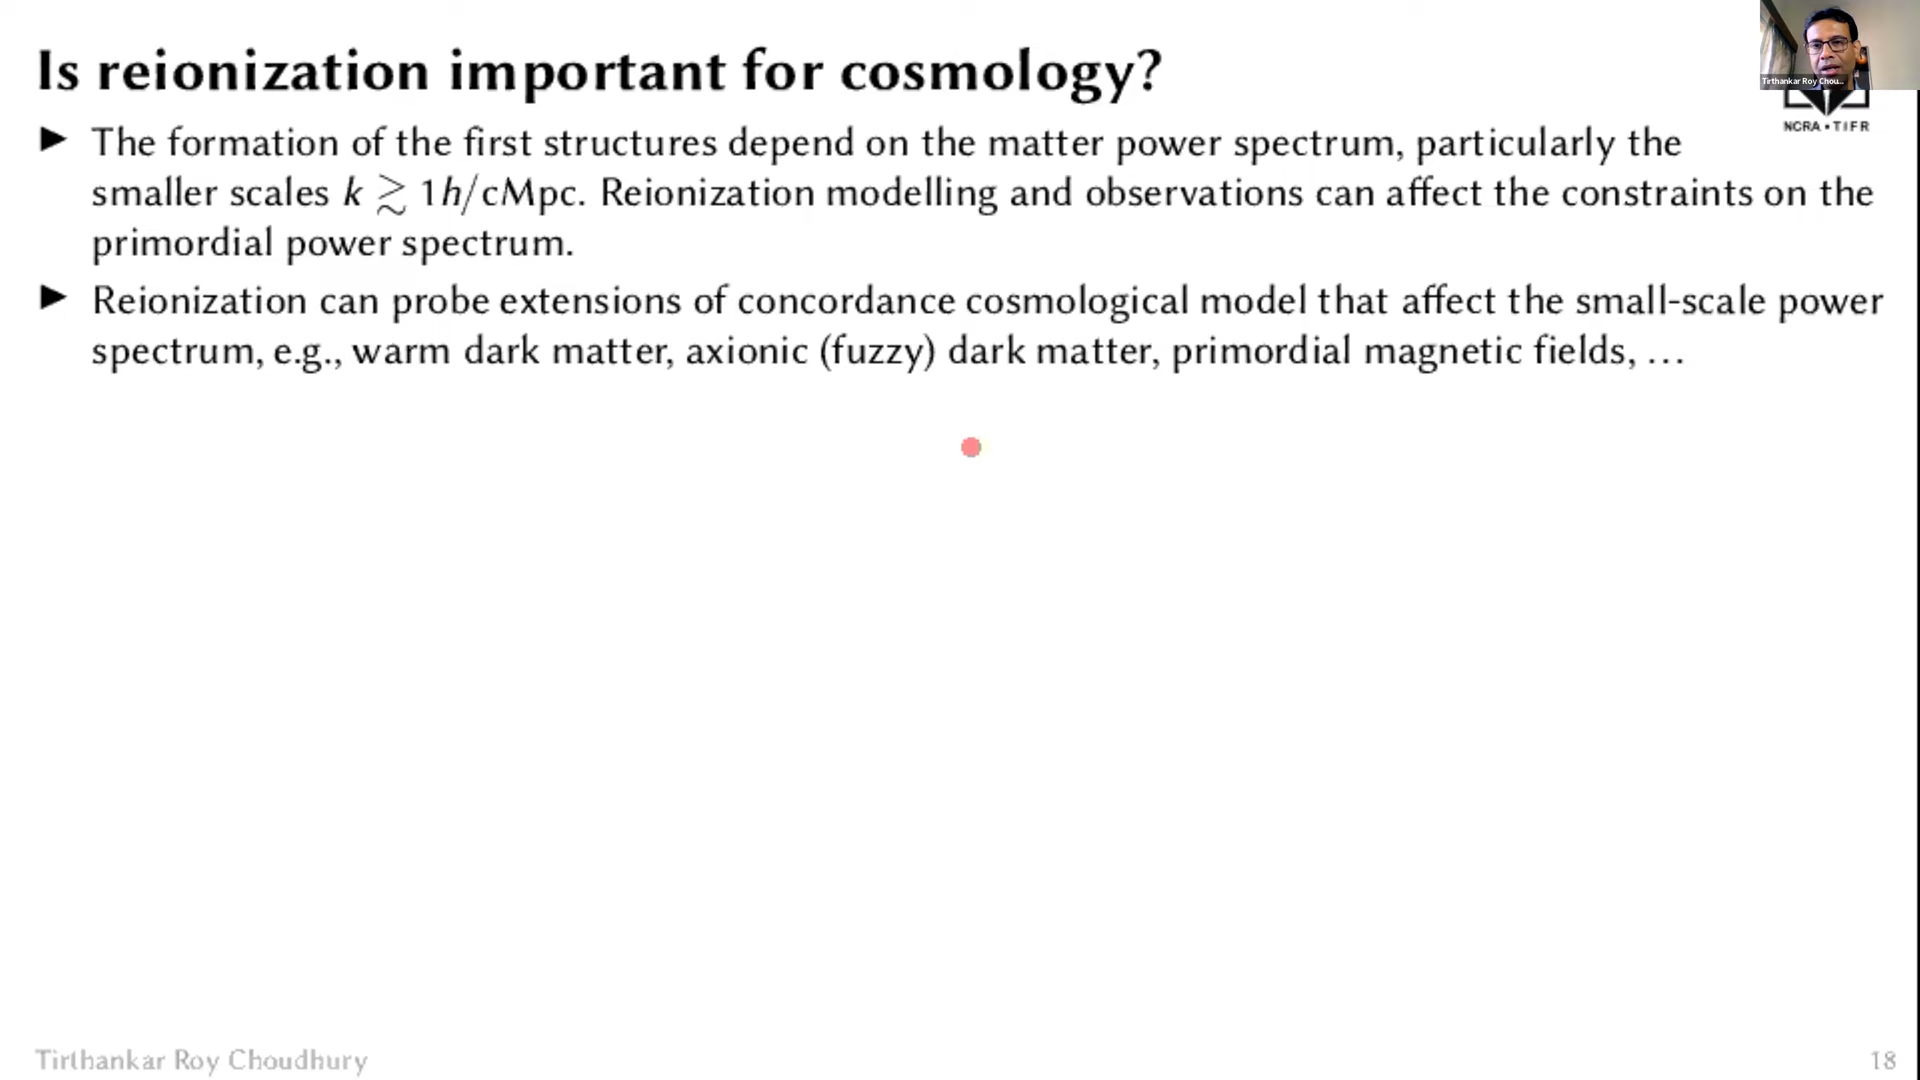 Is reionization important for cosmology?
Tirthankar Roy Chou...
NCRA • TIFR
▶ The formation of the first structures depend on the matter power spectrum, particularly the
smaller scales k ≳ 1h/cMpc. Reionization modelling and observations can affect the constraints on the
primordial power spectrum.
▶ Reionization can probe extensions of concordance cosmological model that affect the small-scale power
spectrum, e.g., warm dark matter, axionic (fuzzy) dark matter, primordial magnetic fields, …
Tirthankar Roy Choudhury
18